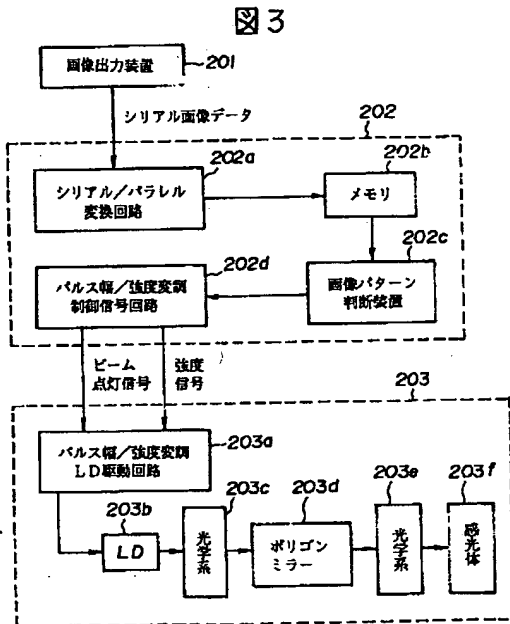 図3
画像出力装置
201
シリアル画像データ
202
202a
202b
シリアル/パラレル
変換回路
メモリ
202c
202d
パルス幅/強度変調
制御信号回路
画像パターン
判断装置
ビーム
点灯信号
強度
信号
203
パルス幅/強度変調
LD駆動回路
203a
203b
203c
203d
203e
203f
LD
光学系
ポリゴン
ミラー
光学系
感光体